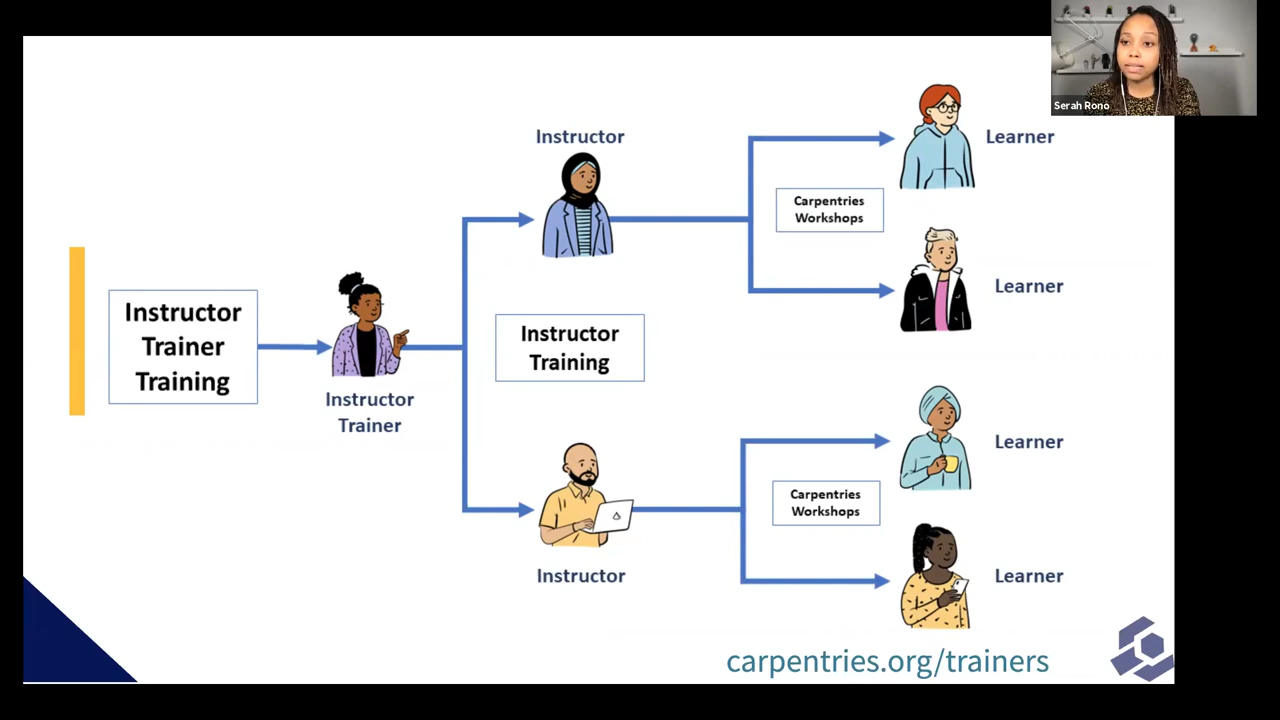 Serah Rono
Instructor
Learner
Carpentries
Workshops
Learner
Instructor
Trainer
Training
Instructor
Trainer
Instructor
Training
Learner
Carpentries
Workshops
Instructor
Learner
carpentries.org/trainers